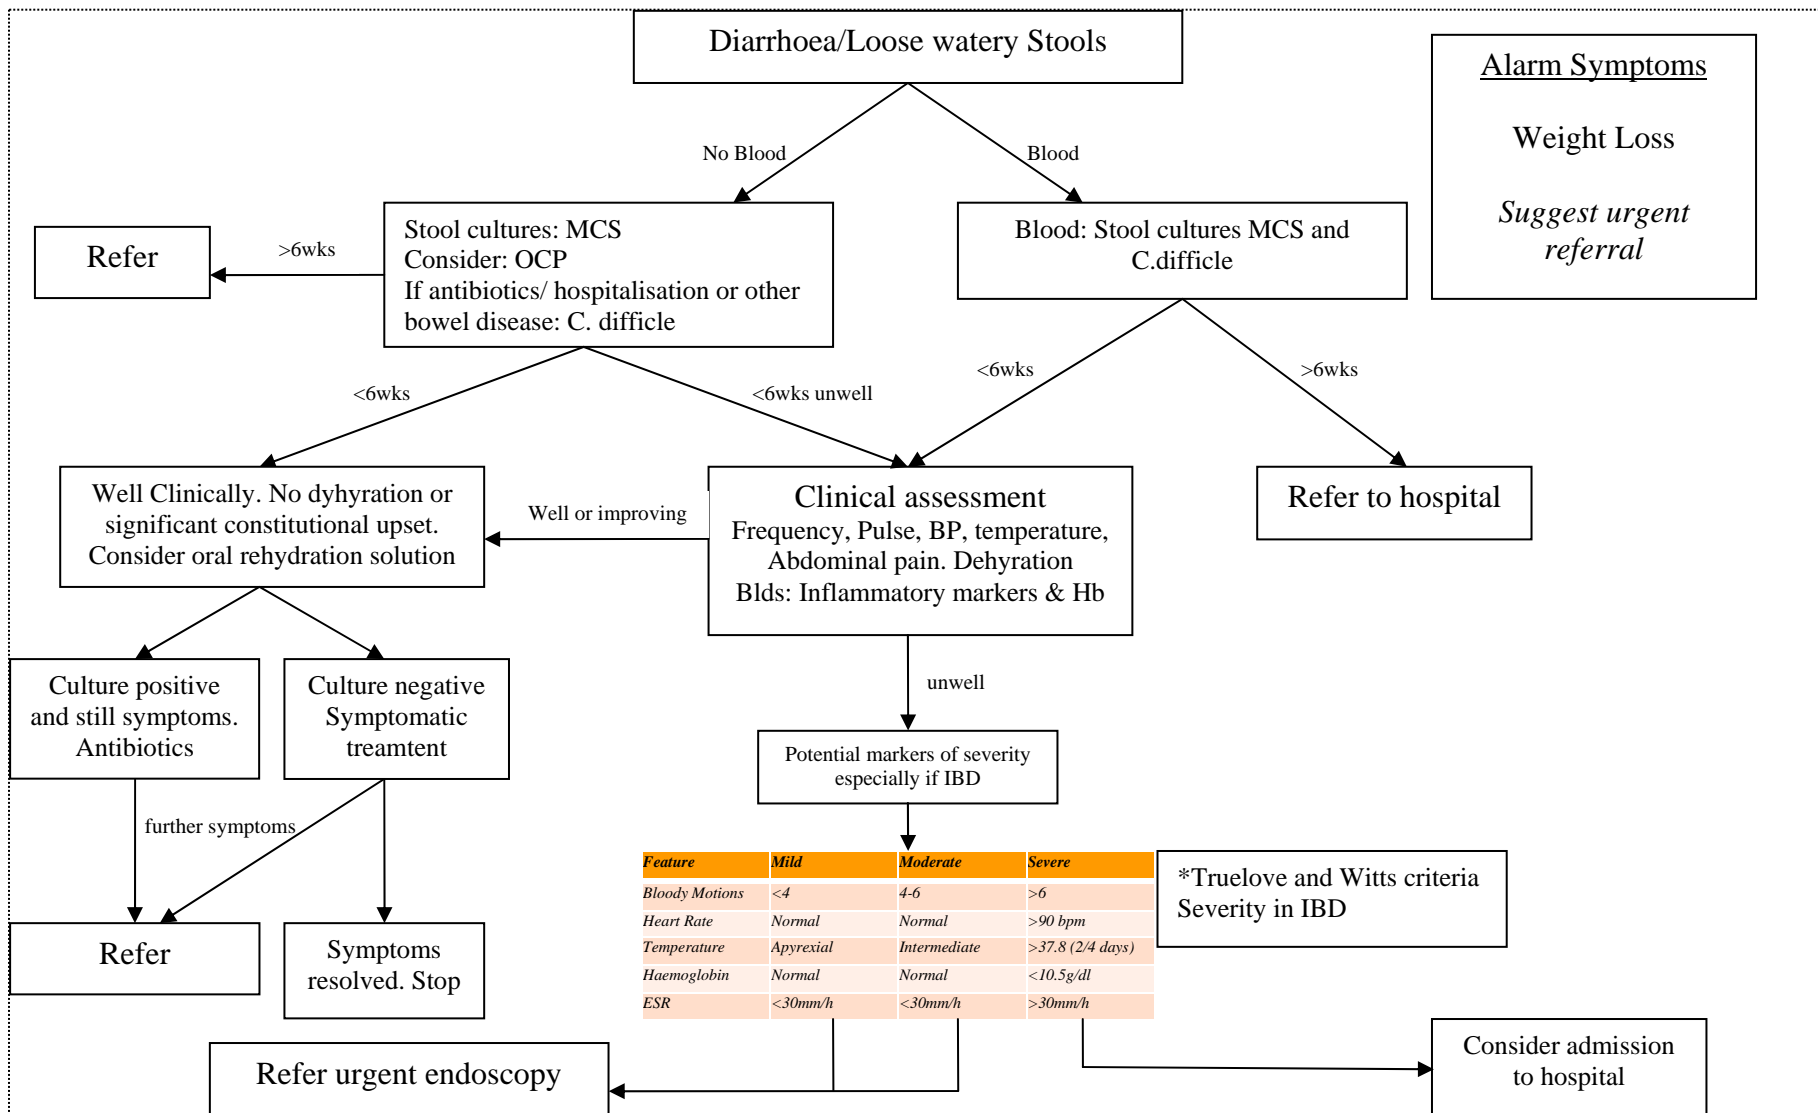 Diarrhoea/Loose watery Stools
Alarm Symptoms
Weight Loss
Suggest urgent
referral
No Blood
Blood
Refer
>6wks
Stool cultures: MCS
Consider: OCP
If antibiotics/ hospitalisation or other
bowel disease: C. difficle
Blood: Stool cultures MCS and
C.difficle
<6wks
<6wks unwell
<6wks
>6wks
Well Clinically. No dyhyration or
significant constitutional upset.
Consider oral rehydration solution
Well or improving
Clinical assessment
Frequency, Pulse, BP, temperature,
Abdominal pain. Dehyration
Blds: Inflammatory markers & Hb
Refer to hospital
Culture positive
and still symptoms.
Antibiotics
Culture negative
Symptomatic
treamtent
unwell
Potential markers of severity
especially if IBD
further symptoms
Feature Mild Moderate Severe
Bloody Motions <4 4-6 >6
Heart Rate Normal Normal >90 bpm
Temperature Apyrexial Intermediate >37.8 (2/4 days)
Haemoglobin Normal Normal <10.5g/dl
ESR <30mm/h <30mm/h >30mm/h
*Truelove and Witts criteria
Severity in IBD
Refer
Symptoms
resolved. Stop
Refer urgent endoscopy
Consider admission
to hospital